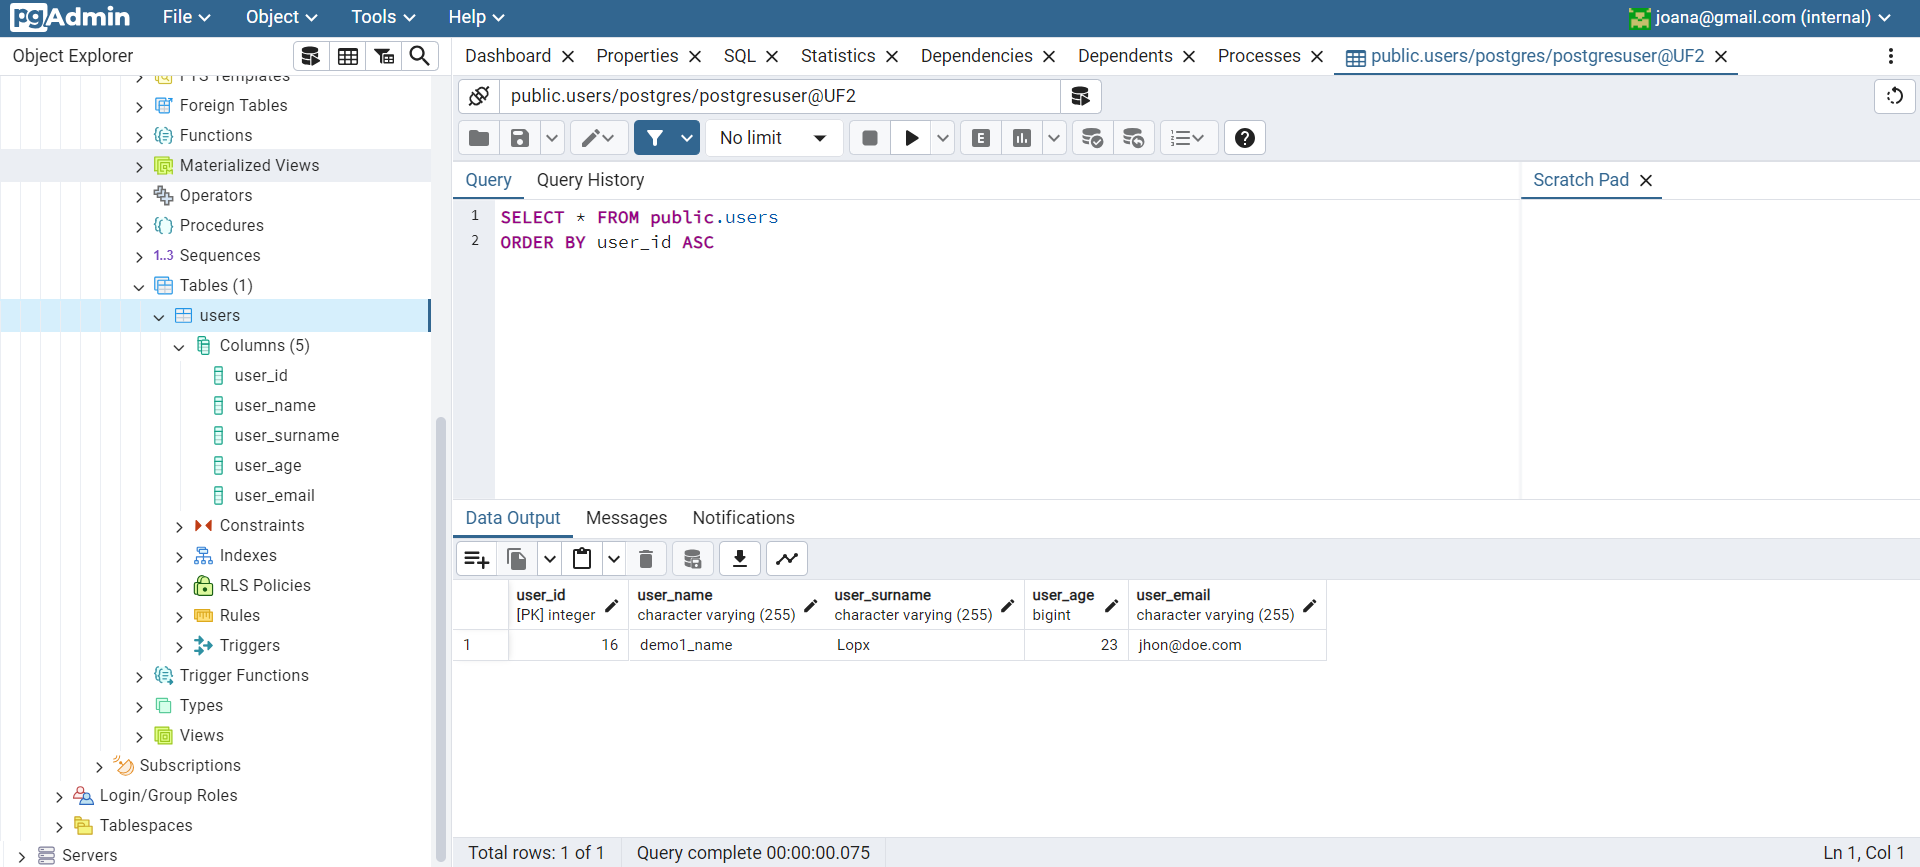 pgAdmin File Object Tools Help joana@gmail.com (internal)
Object Explorer
Dashboard Properties SQL Statistics Dependencies Dependents Processes public.users/postgres/postgresuser@UF2
public.users/postgres/postgresuser@UF2
No limit
E
FTS Templates
Foreign Tables
Functions
Materialized Views
Operators
Procedures
1..3 Sequences
Tables (1)
users
Columns (5)
user_id
user_name
user_surname
user_age
user_email
Constraints
Indexes
RLS Policies
Rules
Triggers
Trigger Functions
Types
Views
Subscriptions
Login/Group Roles
Tablespaces
Servers
Query Query History
Scratch Pad
1 SELECT * FROM public.users
2 ORDER BY user_id ASC
Data Output Messages Notifications
user_id user_name user_surname user_age user_email
[PK] integer character varying (255) character varying (255) bigint character varying (255)
1 16 demo1_name Lopx 23 jhon@doe.com
Total rows: 1 of 1 Query complete 00:00:00.075 Ln 1, Col 1